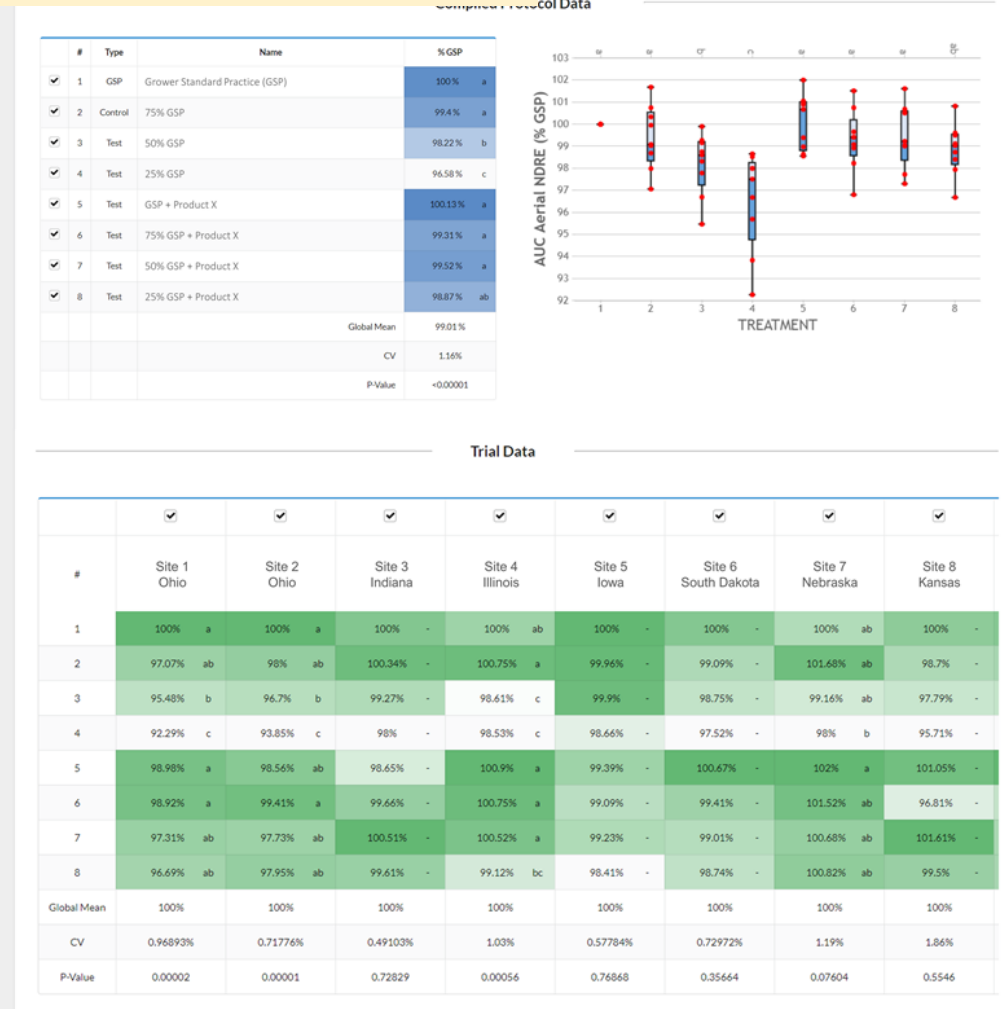 Compiled Protocol Data
# Type Name % GSP
1 GSP Grower Standard Practice (GSP) 100% a
2 Control 75% GSP 99.4% a
3 Test 50% GSP 98.22% b
4 Test 25% GSP 96.58% c
5 Test GSP + Product X 100.13% a
6 Test 75% GSP + Product X 99.31% a
7 Test 50% GSP + Product X 99.52% a
8 Test 25% GSP + Product X 98.87% ab
Global Mean 99.01%
CV 1.16%
P-Value <0.00001
a a b c a a a ab
AUC Aerial NDRE (% GSP)
103
102
101
100
99
98
97
96
95
94
93
92
1 2 3 4 5 6 7 8
TREATMENT
Trial Data
# Site 1 Site 2 Site 3 Site 4 Site 5 Site 6 Site 7 Site 8
Ohio Ohio Indiana Illinois Iowa South Dakota Nebraska Kansas
1 100% a 100% a 100% - 100% ab 100% - 100% - 100% ab 100% -
2 97.07% ab 98% ab 100.34% - 100.75% a 99.96% - 99.09% - 101.68% ab 98.7% -
3 95.48% b 96.7% b 99.27% - 98.61% c 99.9% - 98.75% - 99.16% ab 97.79% -
4 92.29% c 93.85% c 98% - 98.53% c 98.66% - 97.52% - 98% b 95.71% -
5 98.98% a 98.56% ab 98.65% - 100.9% a 99.39% - 100.67% - 102% a 101.05% -
6 98.92% a 99.41% a 99.66% - 100.75% a 99.09% - 99.41% - 101.52% ab 96.81% -
7 97.31% ab 97.73% ab 100.51% - 100.52% a 99.23% - 99.01% - 100.68% ab 101.61% -
8 96.69% ab 97.95% ab 99.61% - 99.12% bc 98.41% - 98.74% - 100.82% ab 99.5% -
Global Mean 100% 100% 100% 100% 100% 100% 100% 100%
CV 0.96893% 0.71776% 0.49103% 1.03% 0.57784% 0.72972% 1.19% 1.86%
P-Value 0.00002 0.00001 0.72829 0.00056 0.76868 0.35664 0.07604 0.5546